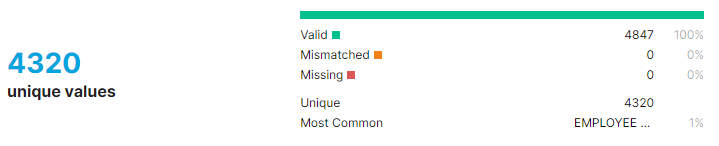 4320
unique values
Valid 4847 100%
Mismatched 0 0%
Missing 0 0%
Unique 4320
Most Common EMPLOYEE ... 1%